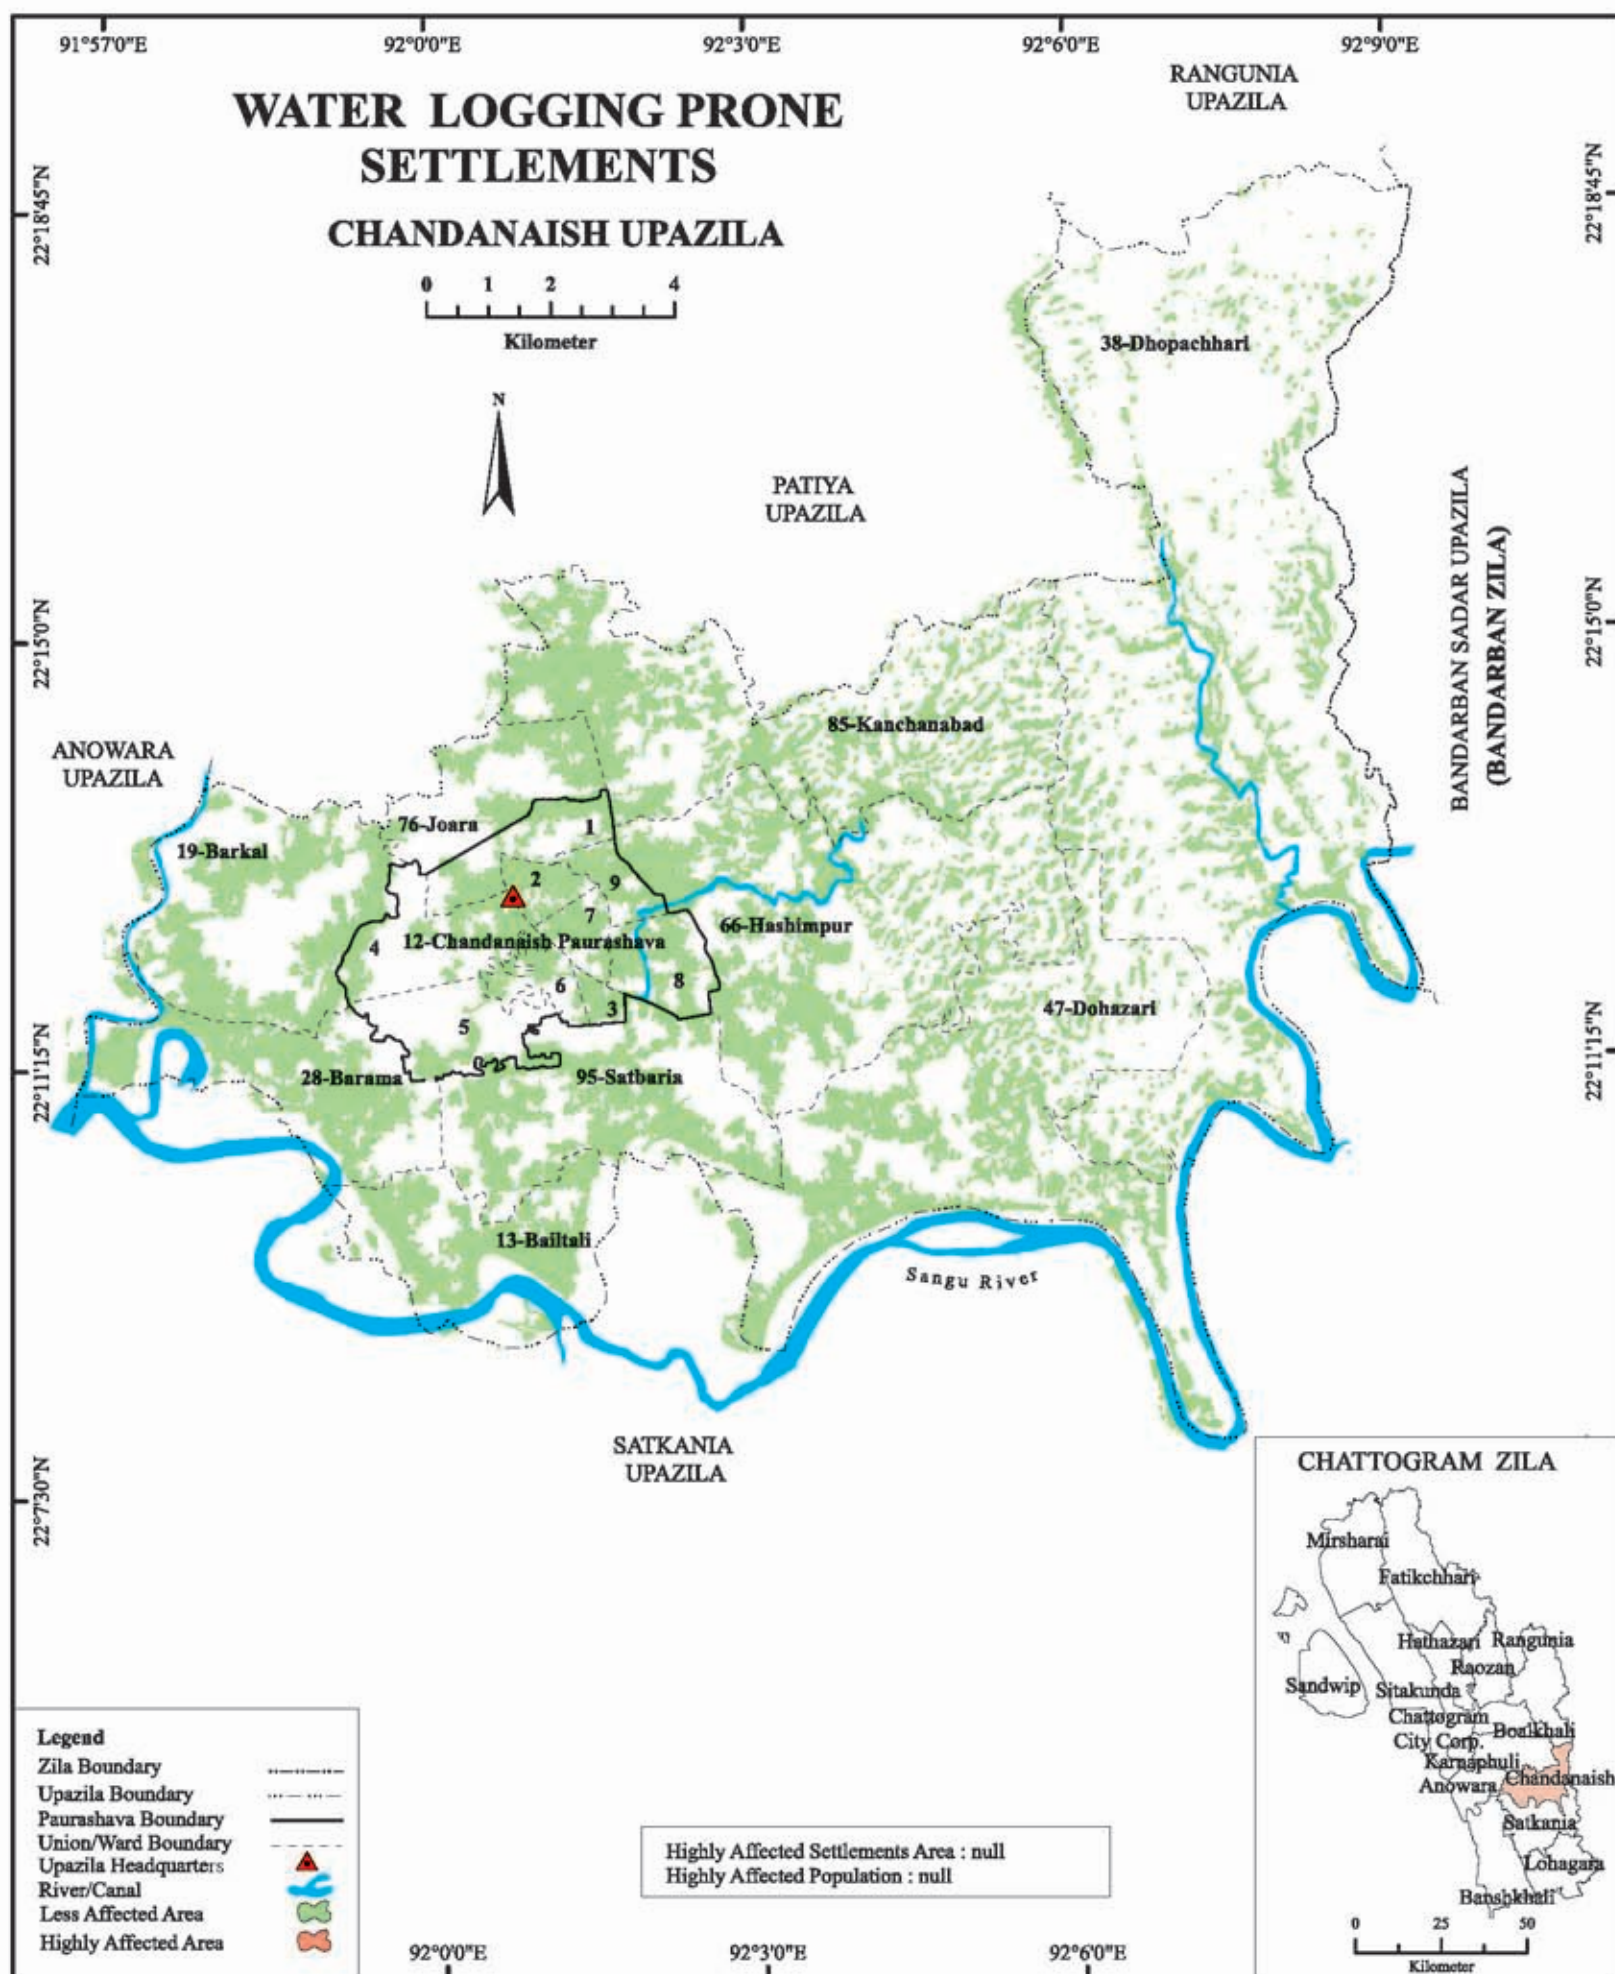 91°57'0"E
92°0'0"E
92°3'0"E
92°6'0"E
92°9'0"E
RANGUNIA
UPAZILA
WATER LOGGING PRONE
SETTLEMENTS
CHANDANAISH UPAZILA
0 1 2 4
Kilometer
N
22°18'45"N
22°18'45"N
38-Dhopachhari
PATIYA
UPAZILA
BANDARBAN SADAR UPAZILA
(BANDARBAN ZILA)
22°15'0"N
22°15'0"N
85-Kanchanabad
ANOWARA
UPAZILA
76-Joara
1
19-Barkal
2
9
7
66-Hashimpur
4
12-Chandanaish Paurashava
6
8
3
5
47-Dohazari
22°11'15"N
22°11'15"N
28-Barama
95-Satbaria
13-Bailtali
Sangu River
SATKANIA
UPAZILA
22°7'30"N
CHATTOGRAM ZILA
Mirsharai
Fatikchhari
Hathazari
Rangunia
Raozan
Sandwip
Sitakunda
Chattogram
City Corp.
Boalkhali
Karnaphuli
Anowara
Chandanaish
Satkania
Lohagara
Banshkhali
0 25 50
Kilometer
Legend
Zila Boundary
Upazila Boundary
Paurashava Boundary
Union/Ward Boundary
Upazila Headquarters
River/Canal
Less Affected Area
Highly Affected Area
Highly Affected Settlements Area : null
Highly Affected Population : null
92°0'0"E
92°3'0"E
92°6'0"E